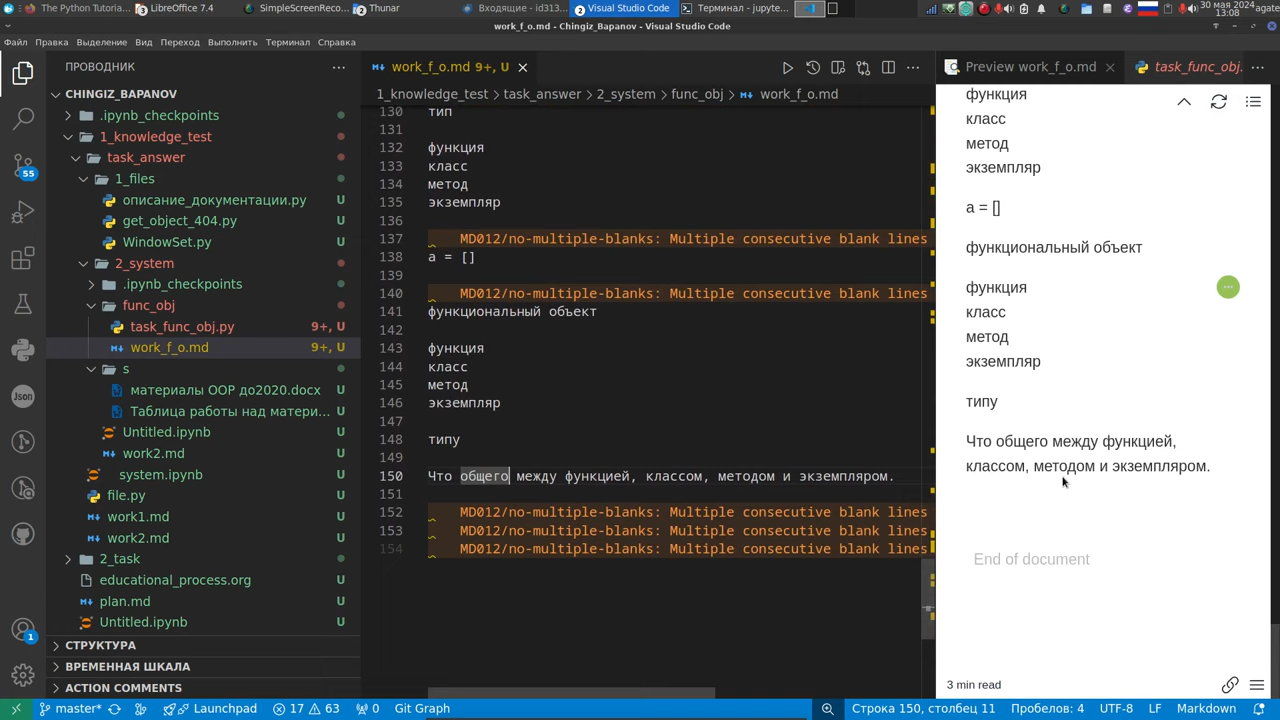 The Python Tutoria...
LibreOffice 7.4
SimpleScreenReco...
Thunar
Входящие - id313...
2 Visual Studio Code
Терминал - jupyte...
30 мая 2024 agate
13:08
work_f_o.md - Chingiz_Bapanov - Visual Studio Code
Файл Правка Выделение Вид Переход Выполнить Терминал Справка
ПРОВОДНИК ...
CHINGIZ_BAPANOV
.ipynb_checkpoints
1_knowledge_test
task_answer
1_files
описание_документации.py U
get_object_404.py U
WindowSet.py U
2_system
.ipynb_checkpoints
func_obj
task_func_obj.py 9+, U
work_f_o.md 9+, U
s
материалы ООР до2020.docx U
Таблица работы над матери... U
Untitled.ipynb U
work2.md U
system.ipynb U
file.py U
work1.md U
work2.md U
2_task
educational_process.org U
plan.md U
Untitled.ipynb U
СТРУКТУРА
ВРЕМЕННАЯ ШКАЛА
ACTION COMMENTS
55
Json
1
work_f_o.md 9+, U
1_knowledge_test > task_answer > 2_system > func_obj > work_f_o.md
130 тип
131
132 функция
133 класс
134 метод
135 экземпляр
136
137 MD012/no-multiple-blanks: Multiple consecutive blank lines
138 a = []
139
140 MD012/no-multiple-blanks: Multiple consecutive blank lines
141 функциональный объект
142
143 функция
144 класс
145 метод
146 экземпляр
147
148 типу
149
150 Что общего между функцией, классом, методом и экземпляром.
151
152 MD012/no-multiple-blanks: Multiple consecutive blank lines
153 MD012/no-multiple-blanks: Multiple consecutive blank lines
154 MD012/no-multiple-blanks: Multiple consecutive blank lines
Preview work_f_o.md
task_func_obj.
функция
класс
метод
экземпляр
a = []
функциональный объект
функция
класс
метод
экземпляр
типу
Что общего между функцией,
классом, методом и экземпляром.
End of document
3 min read
master* Launchpad 17 63 0 Git Graph
Строка 150, столбец 11 Пробелов: 4 UTF-8 LF Markdown